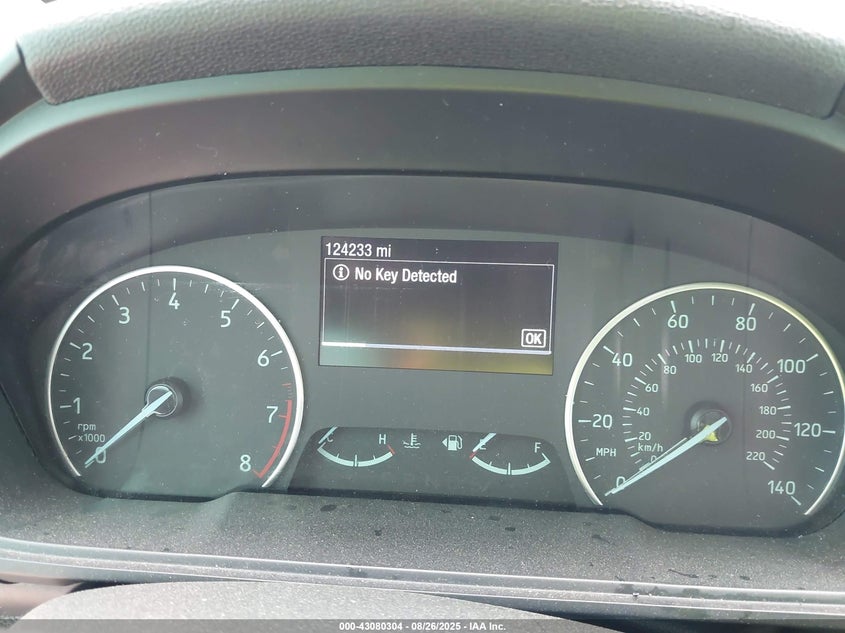 124233 mi
No Key Detected
OK
0 1 2 3 4 5 6 7 8
rpm
x1000
C H
E F
0 20 40 60 80 100 120 140
MPH
0 20 40 60 80 100 120 140 160 180 200 220
km/h
000-43080304 - 08/26/2025 - IAA Inc.